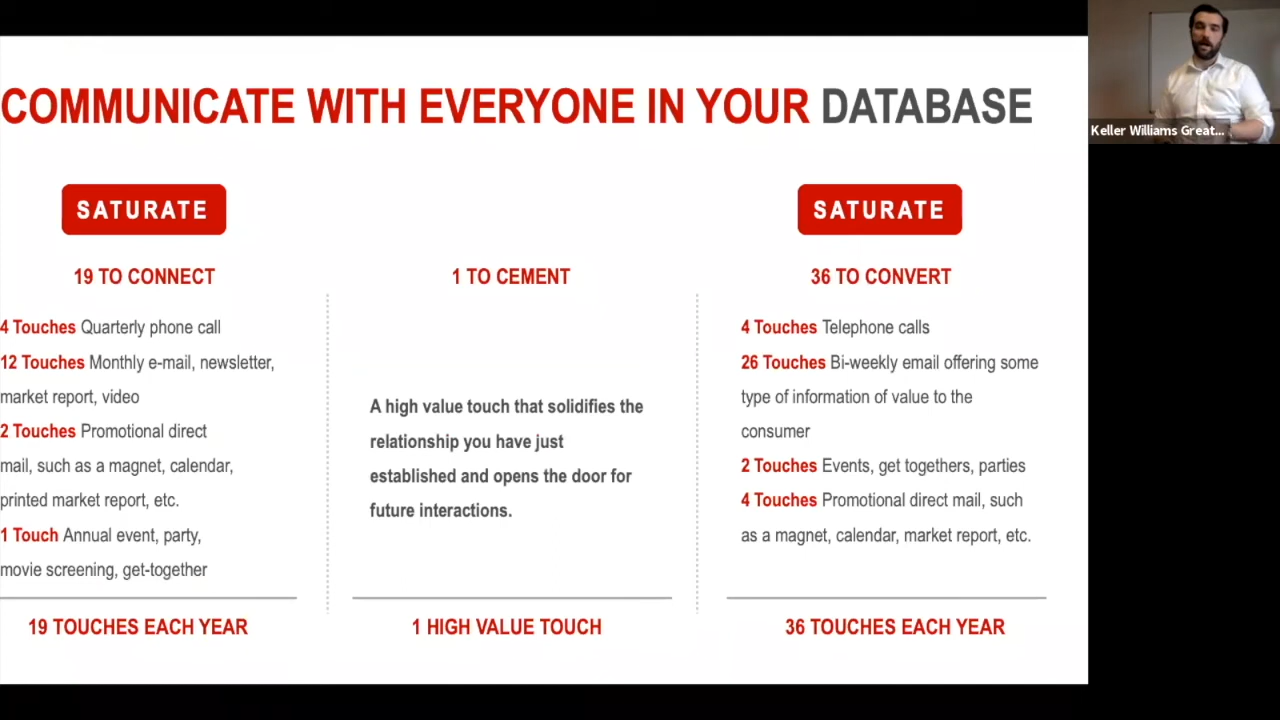 COMMUNICATE WITH EVERYONE IN YOUR DATABASE
Keller Williams Great...
SATURATE
19 TO CONNECT
4 Touches Quarterly phone call
12 Touches Monthly e-mail, newsletter,
market report, video
2 Touches Promotional direct
mail, such as a magnet, calendar,
printed market report, etc.
1 Touch Annual event, party,
movie screening, get-together
19 TOUCHES EACH YEAR
1 TO CEMENT
A high value touch that solidifies the
relationship you have just
established and opens the door for
future interactions.
1 HIGH VALUE TOUCH
SATURATE
36 TO CONVERT
4 Touches Telephone calls
26 Touches Bi-weekly email offering some
type of information of value to the
consumer
2 Touches Events, get togethers, parties
4 Touches Promotional direct mail, such
as a magnet, calendar, market report, etc.
36 TOUCHES EACH YEAR